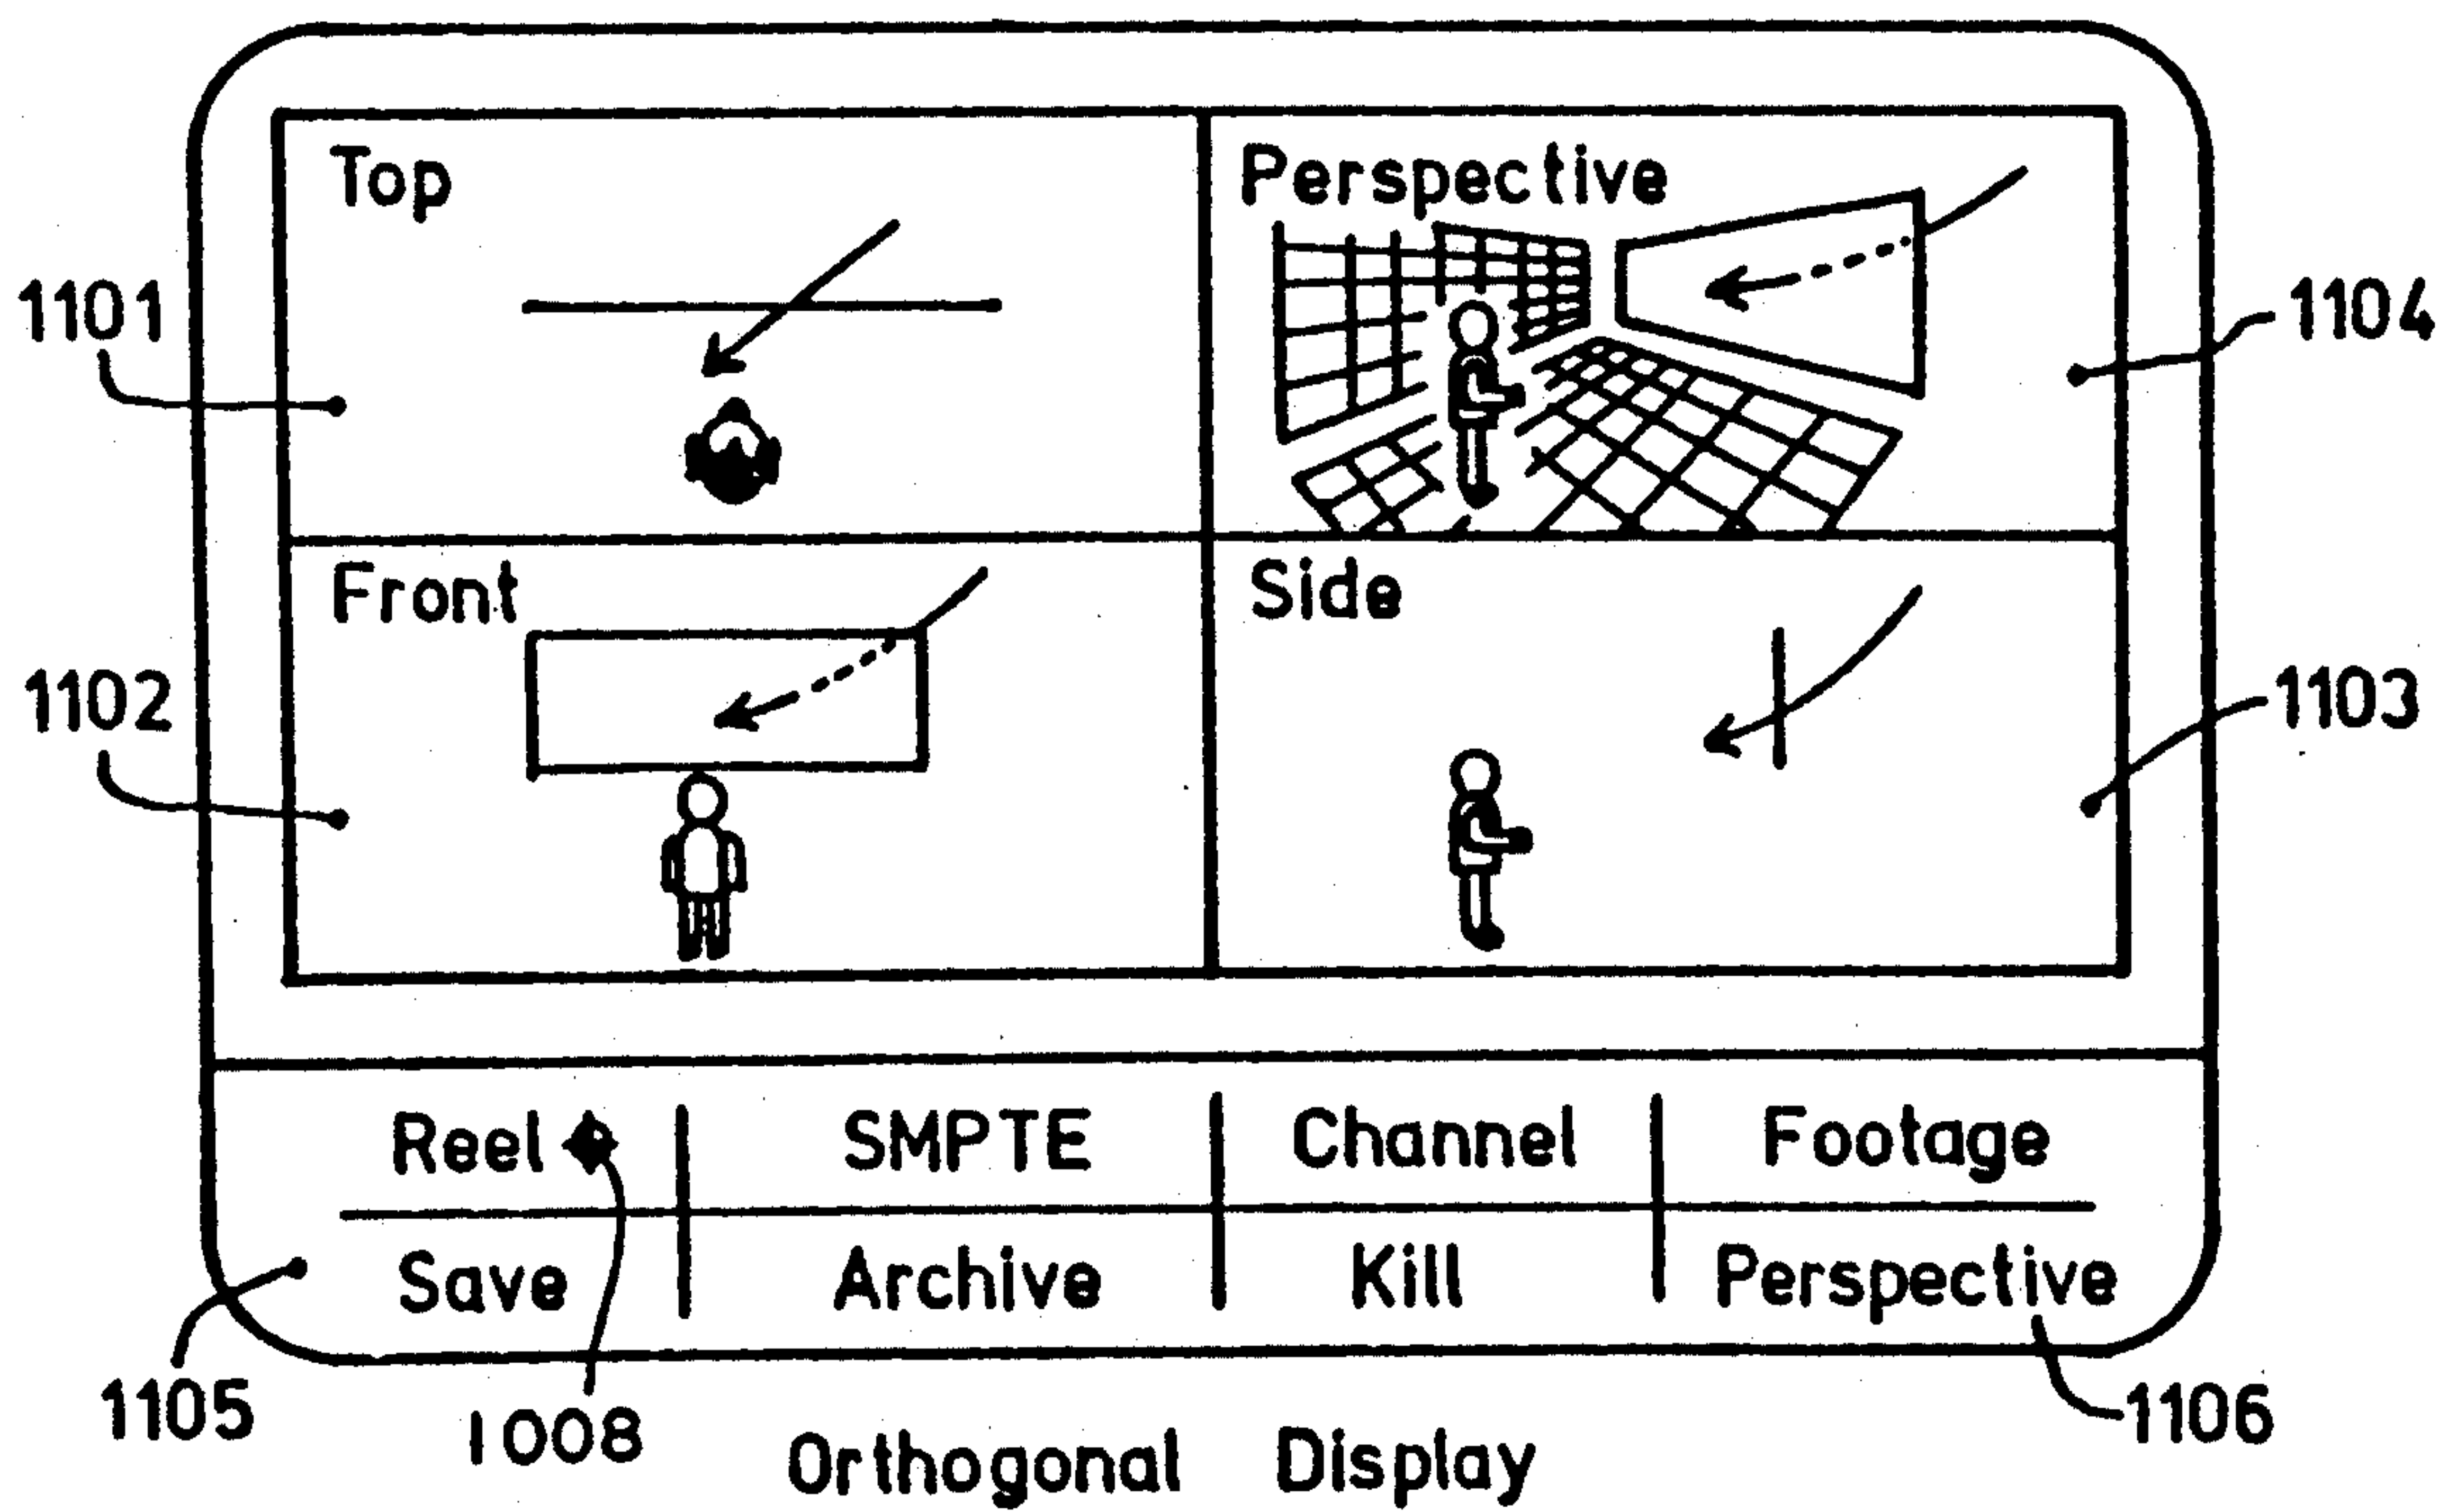 Top
Perspective
1101
1104
Front
Side
1102
1103
Reel SMPTE Channel Footage
Save Archive Kill Perspective
1105
1008
1106
Orthogonal Display